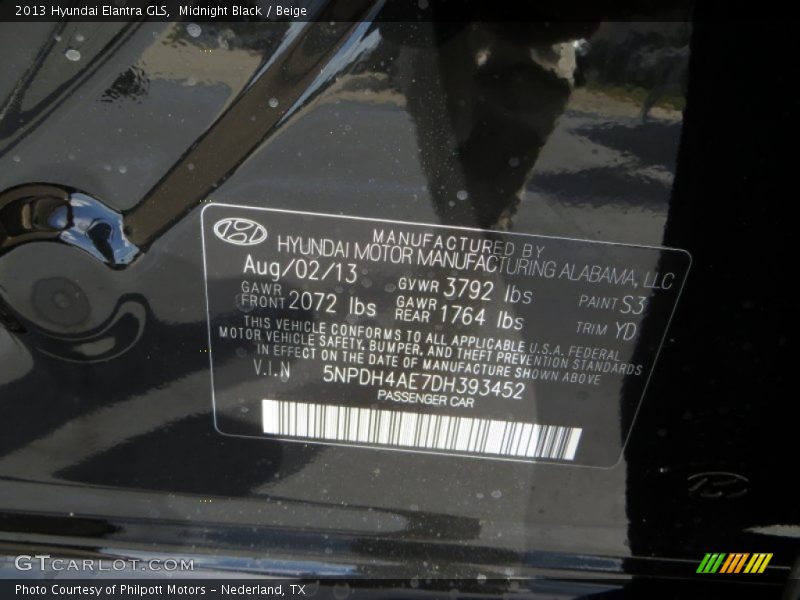 2013 Hyundai Elantra GLS,  Midnight Black / Beige
MANUFACTURED BY
HYUNDAI MOTOR MANUFACTURING ALABAMA, LLC
Aug/02/13 GVWR 3792 lbs PAINT S3
GAWR FRONT 2072 lbs GAWR REAR 1764 lbs TRIM YD
THIS VEHICLE CONFORMS TO ALL APPLICABLE U.S.A. FEDERAL
MOTOR VEHICLE SAFETY, BUMPER, AND THEFT PREVENTION STANDARDS
IN EFFECT ON THE DATE OF MANUFACTURE SHOWN ABOVE
V.I.N 5NPDH4AE7DH393452
PASSENGER CAR
GTCARLOT.COM
Photo Courtesy of Philpott Motors - Nederland, TX